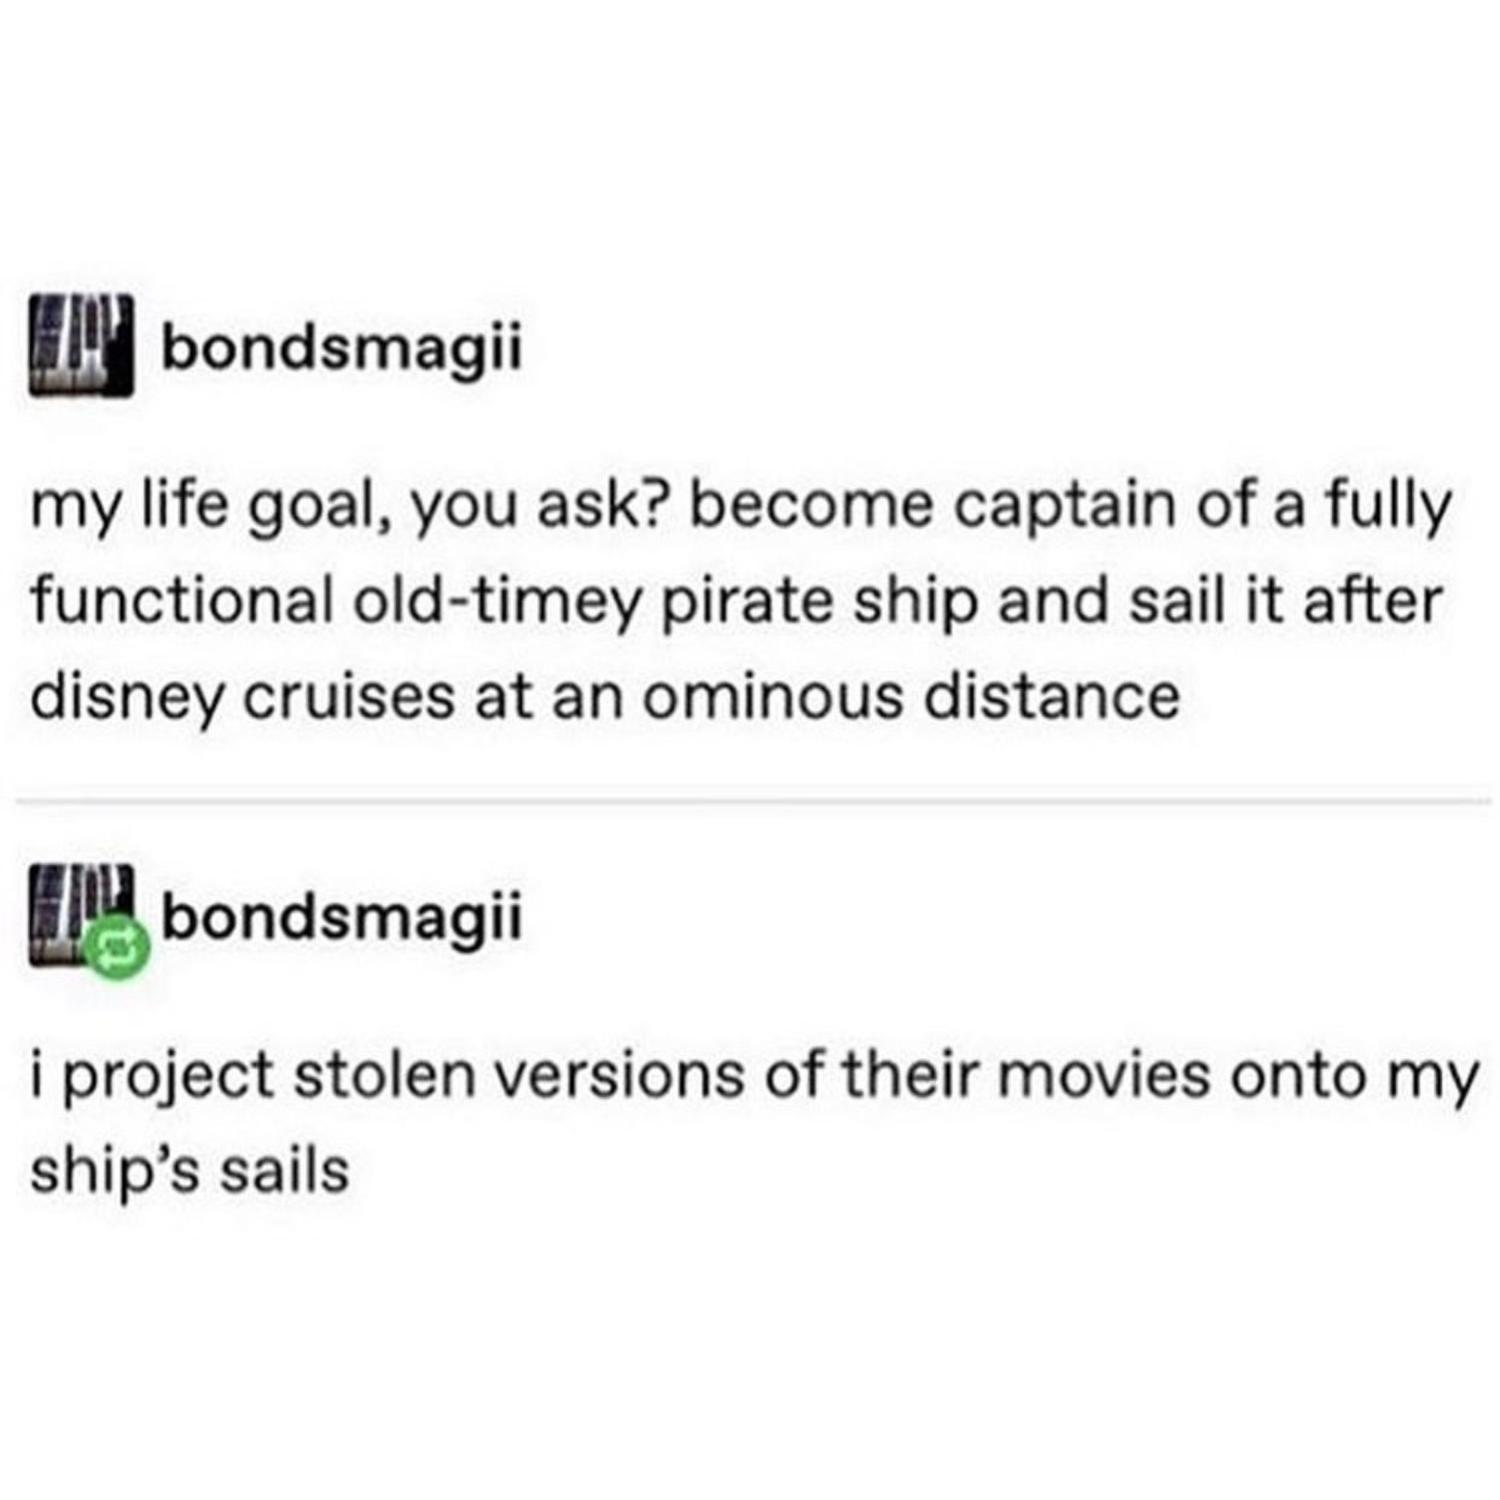 bondsmagii
my life goal, you ask? become captain of a fully
functional old-timey pirate ship and sail it after
disney cruises at an ominous distance
bondsmagii
i project stolen versions of their movies onto my
ship’s sails